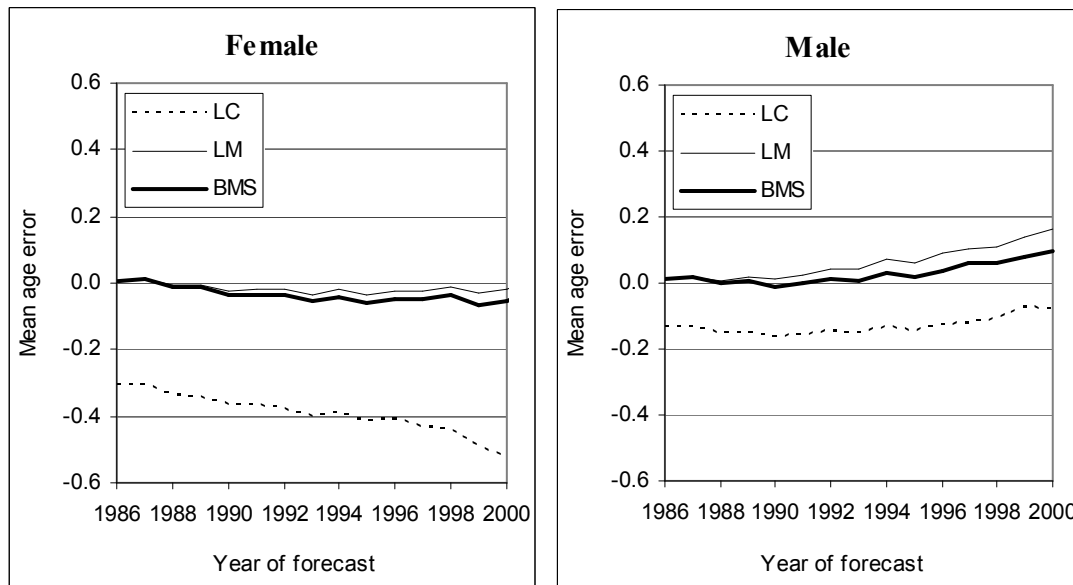 Female
0.6
0.4
0.2
0.0
-0.2
-0.4
-0.6
LC
LM
BMS
Mean age error
1986 1988 1990 1992 1994 1996 1998 2000
Year of forecast
Male
0.6
0.4
0.2
0.0
-0.2
-0.4
-0.6
LC
LM
BMS
Mean age error
1986 1988 1990 1992 1994 1996 1998 2000
Year of forecast